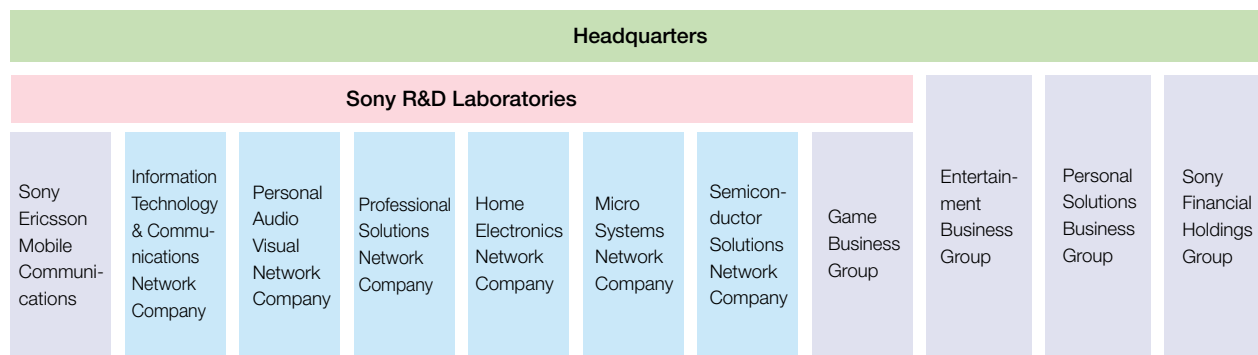 Headquarters
Sony R&D Laboratories
Sony
Ericsson
Mobile
Communi-
cations
Information
Technology
& Commu-
nications
Network
Company
Personal
Audio
Visual
Network
Company
Professional
Solutions
Network
Company
Home
Electronics
Network
Company
Micro
Systems
Network
Company
Semicon-
ductor
Solutions
Network
Company
Game
Business
Group
Entertain-
ment
Business
Group
Personal
Solutions
Business
Group
Sony
Financial
Holdings
Group